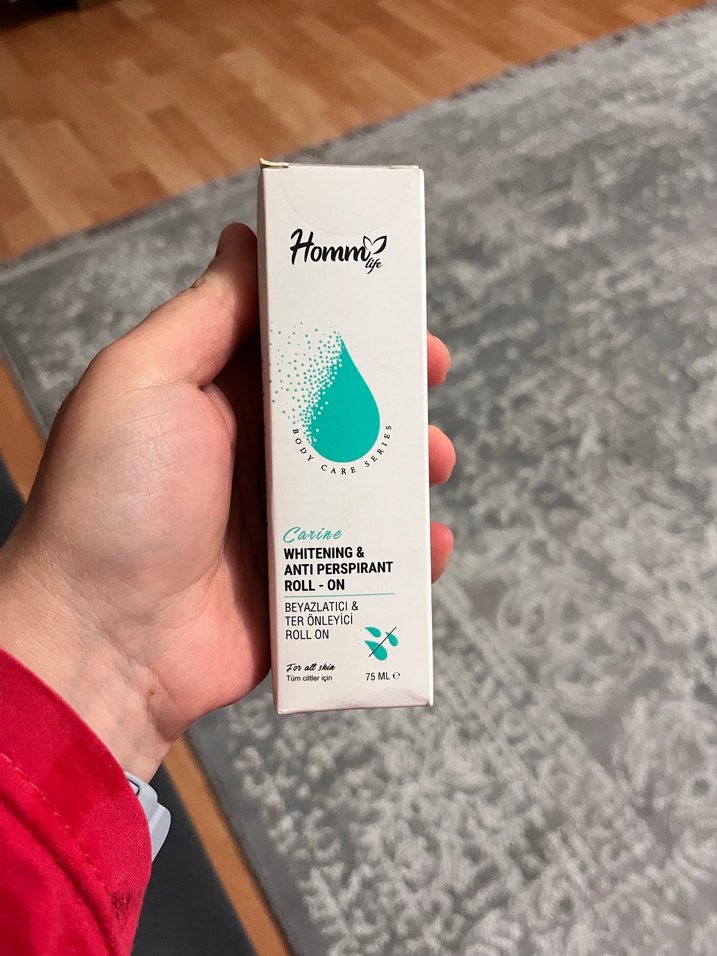 Homm life
BODY CARE SERIES
Carine
WHITENING &
ANTI PERSPIRANT
ROLL - ON
BEYAZLATICI &
TER ÖNLEYİCİ
ROLL ON
For all skin
Tüm ciltler için
75 ML ℮